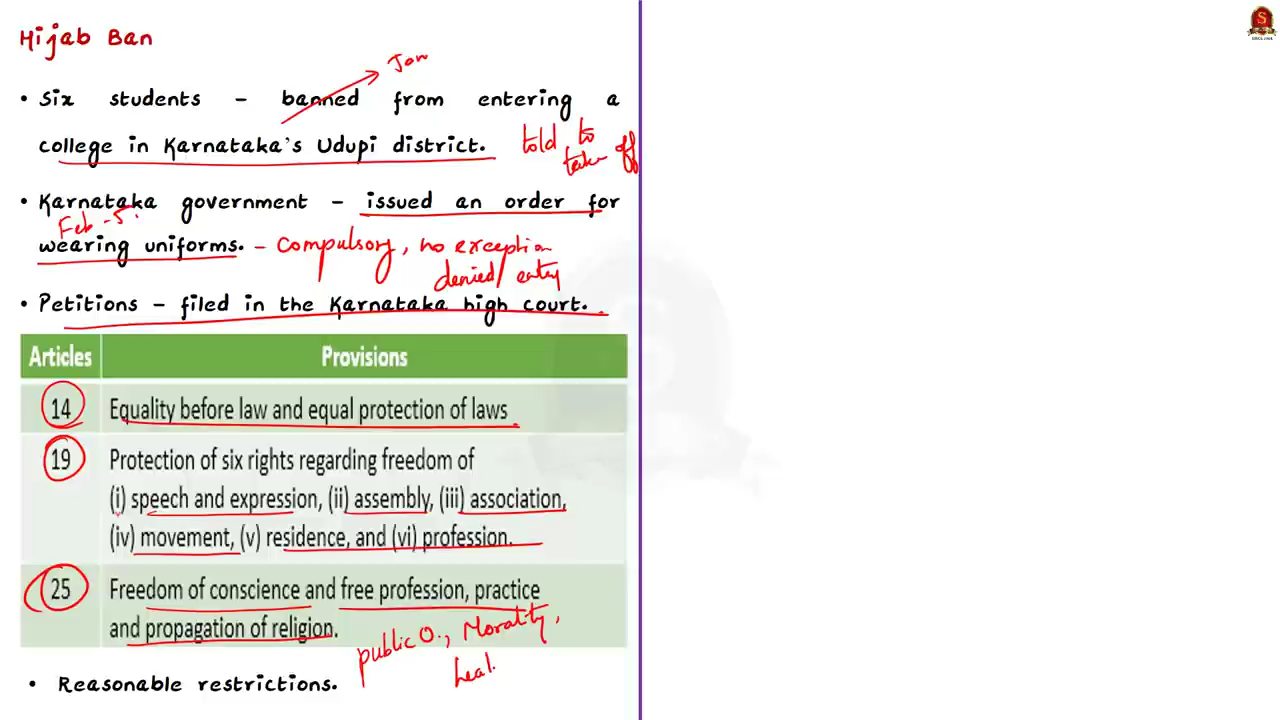 Hijab Ban
Jan
• Six students - banned from entering a
college in Karnataka's Udupi district.
told to
take off
• Karnataka government - issued an order for
Feb -5
wearing uniforms. - Compulsory, no exception
denied/ entry
• Petitions - filed in the Karnataka high court.
Articles Provisions
14 Equality before law and equal protection of laws
19 Protection of six rights regarding freedom of
(i) speech and expression, (ii) assembly, (iii) association,
(iv) movement, (v) residence, and (vi) profession.
25 Freedom of conscience and free profession, practice
and propagation of religion.
public O., Morality,
heal
• Reasonable restrictions.